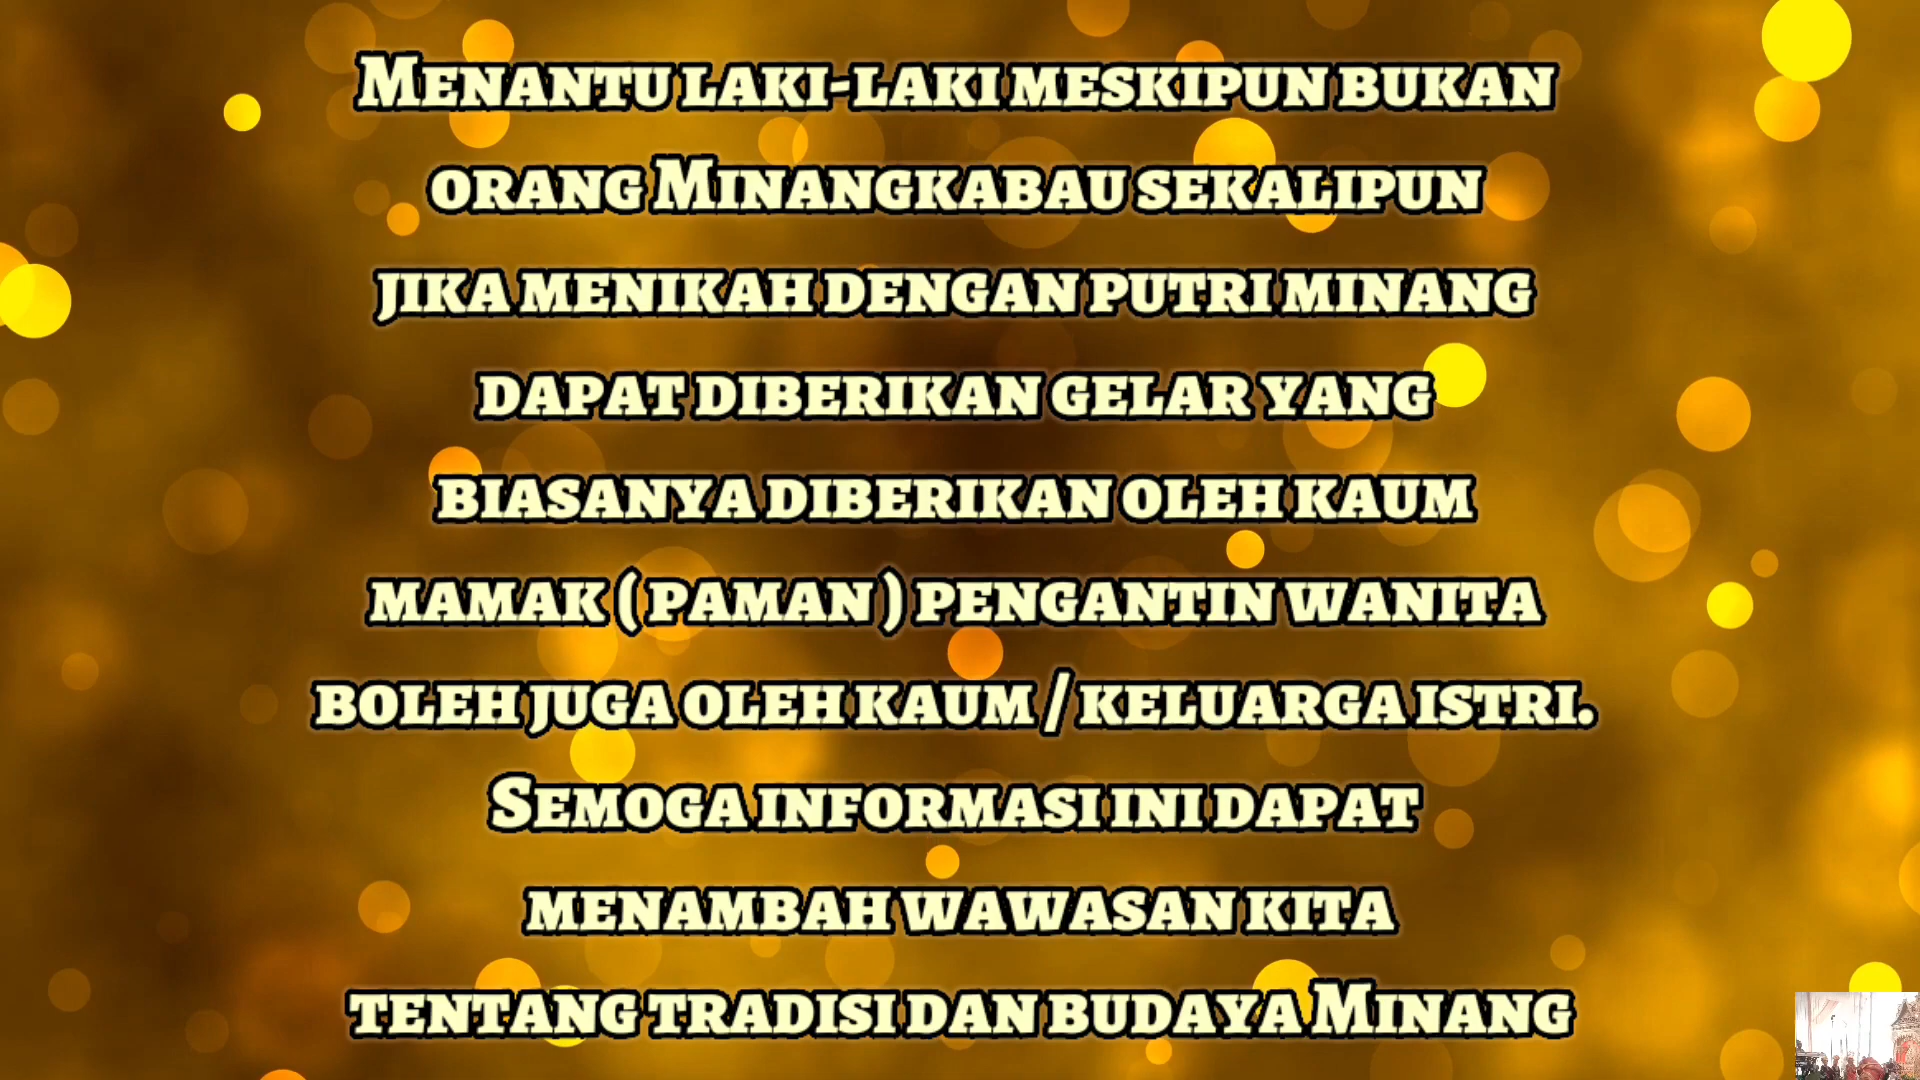 Menantu laki-laki meskipun bukan
orang Minangkabau sekalipun
jika menikah dengan putri minang
dapat diberikan gelar yang
biasanya diberikan oleh kaum
mamak ( paman ) pengantin wanita
boleh juga oleh kaum / keluarga istri.
Semoga informasi ini dapat
menambah wawasan kita
tentang tradisi dan budaya Minang